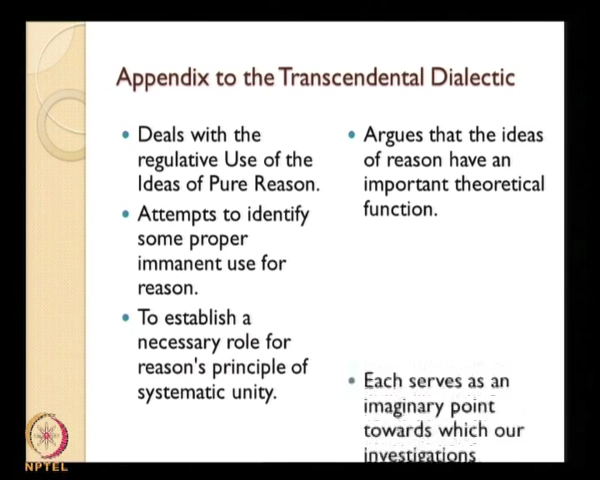 Appendix to the Transcendental Dialectic
Deals with the
regulative Use of the
Ideas of Pure Reason.
Attempts to identify
some proper
immanent use for
reason.
To establish a
necessary role for
reason's principle of
systematic unity.
Argues that the ideas
of reason have an
important theoretical
function.
Each serves as an
imaginary point
towards which our
investigations
NPTEL